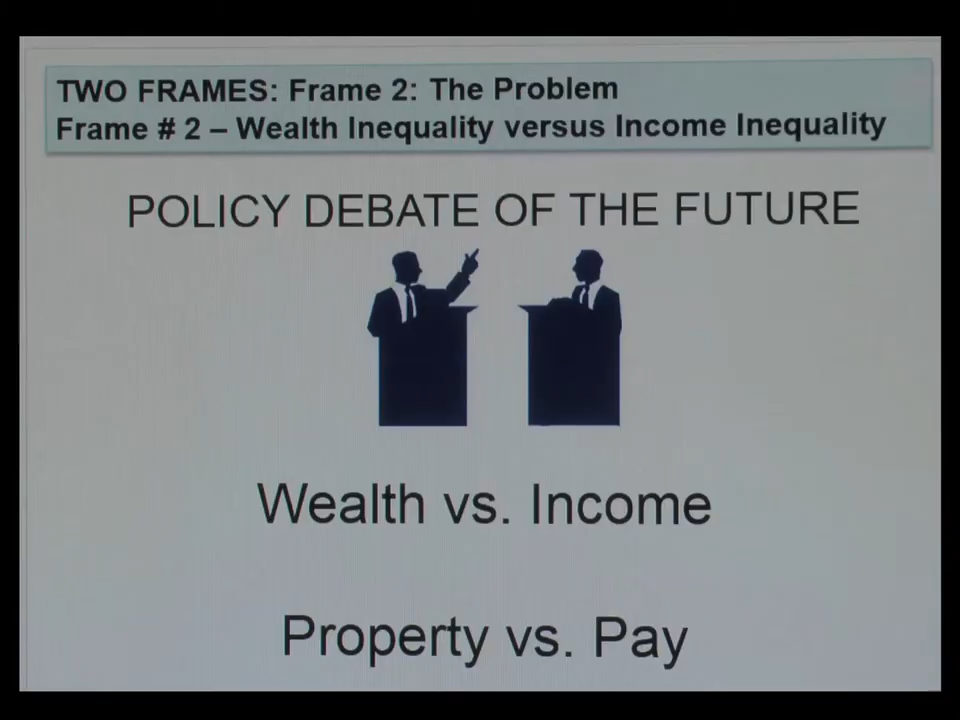 TWO FRAMES: Frame 2: The Problem
Frame # 2 – Wealth Inequality versus Income Inequality
POLICY DEBATE OF THE FUTURE
Wealth vs. Income
Property vs. Pay